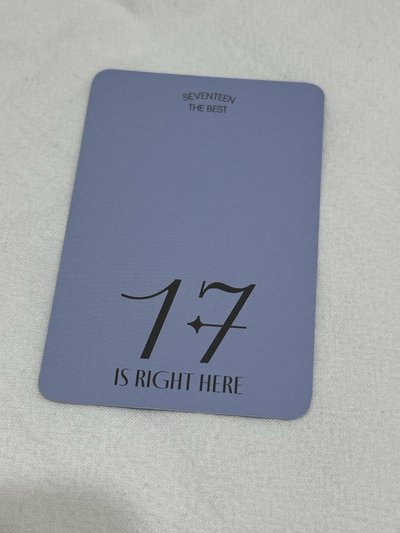 SEVENTEEN
THE BEST
17
IS RIGHT HERE